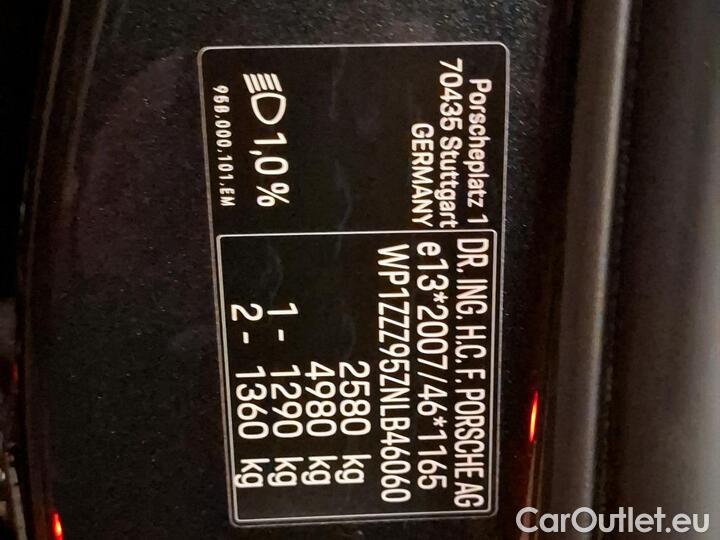 Porscheplatz 1
70435 Stuttgart
GERMANY
1,0 %
95B.000.101.EM
DR. ING. H.C. F. PORSCHE AG
e13*2007/46*1165
WP1ZZZ95ZNLB46060
2580 kg
4980 kg
1 - 1290 kg
2 - 1360 kg
CarOutlet.eu